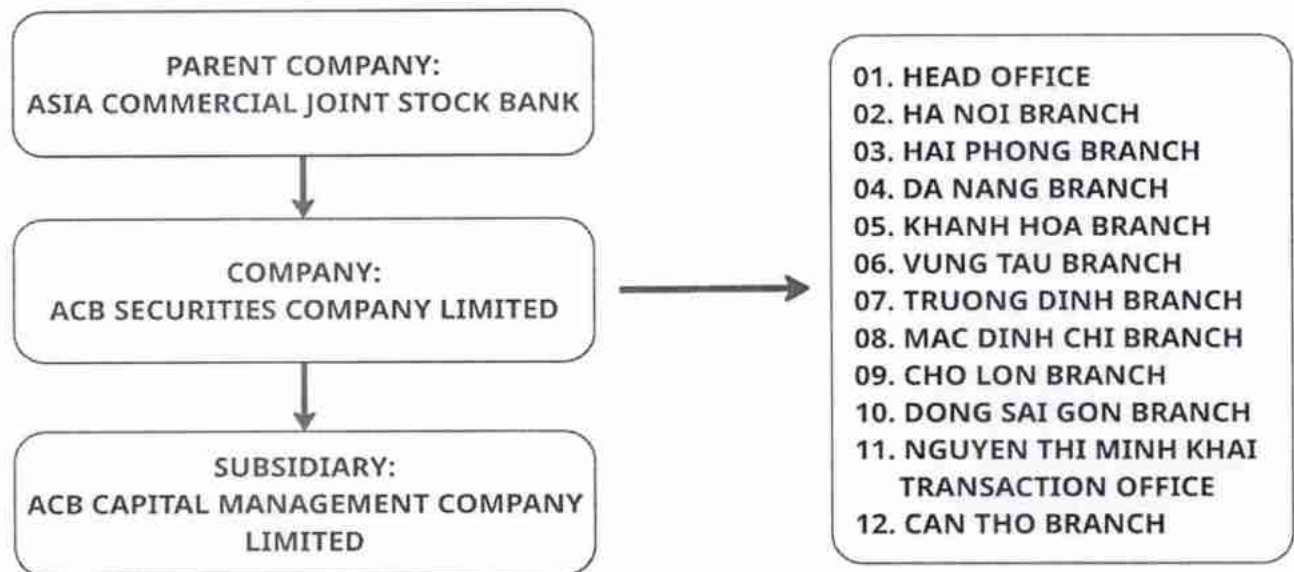 PARENT COMPANY:
ASIA COMMERCIAL JOINT STOCK BANK
COMPANY:
ACB SECURITIES COMPANY LIMITED
SUBSIDIARY:
ACB CAPITAL MANAGEMENT COMPANY
LIMITED
01. HEAD OFFICE
02. HA NOI BRANCH
03. HAI PHONG BRANCH
04. DA NANG BRANCH
05. KHANH HOA BRANCH
06. VUNG TAU BRANCH
07. TRUONG DINH BRANCH
08. MAC DINH CHI BRANCH
09. CHO LON BRANCH
10. DONG SAI GON BRANCH
11. NGUYEN THI MINH KHAI
TRANSACTION OFFICE
12. CAN THO BRANCH